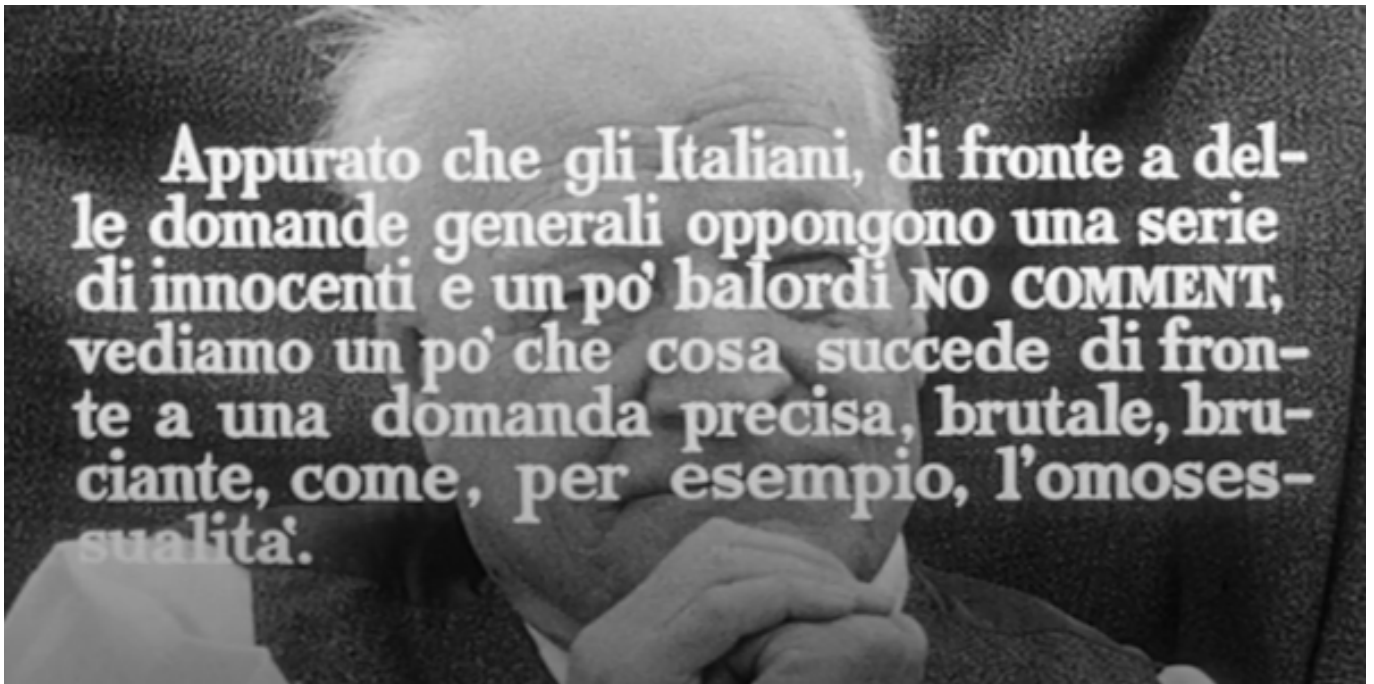 Appurato che gli Italiani, di fronte a del-
le domande generali oppongono una serie
di innocenti e un po' balordi NO COMMENT,
vediamo un po' che cosa succede di fron-
te a una domanda precisa, brutale, bru-
ciante, come, per esempio, l'omoses-
sualita'.